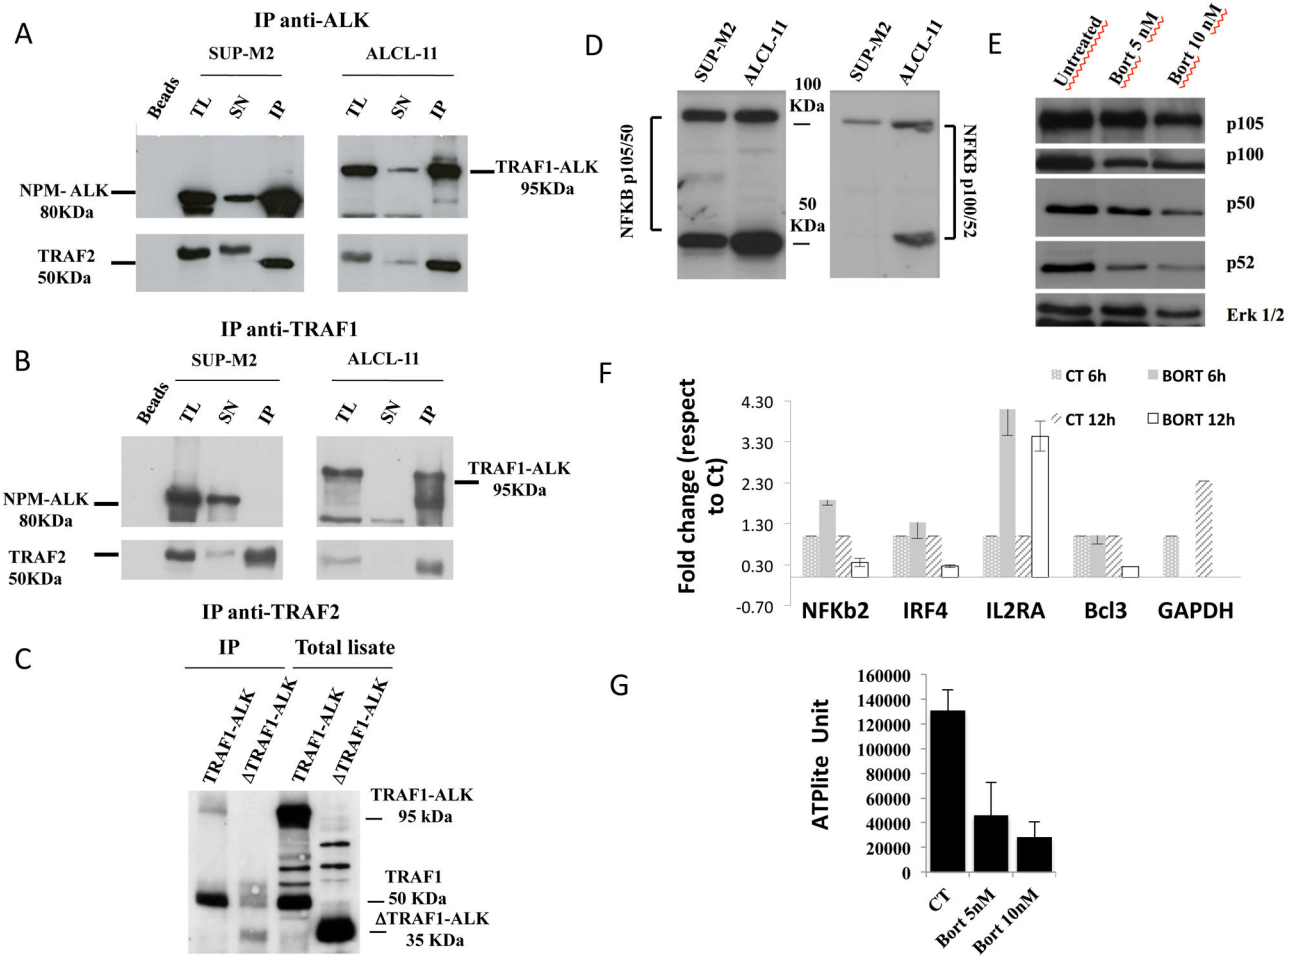 A
IP anti-ALK
SUP-M2
ALCL-11
Beads
TL
SN
IP
TL
SN
IP
NPM- ALK
80KDa
TRAF1-ALK
95KDa
TRAF2
50KDa
B
IP anti-TRAF1
SUP-M2
ALCL-11
Beads
TL
SN
IP
TL
SN
IP
NPM-ALK
80KDa
TRAF1-ALK
95KDa
TRAF2
50KDa
C
IP anti-TRAF2
IP
Total lisate
TRAF1-ALK
ΔTRAF1-ALK
TRAF1-ALK
ΔTRAF1-ALK
TRAF1-ALK
95 kDa
TRAF1
50 KDa
ΔTRAF1-ALK
35 KDa
D
SUP-M2
ALCL-11
SUP-M2
ALCL-11
NFKB p105/50
100
KDa
50
KDa
NFKB p100/52
E
Untreated
Bort 5 nM
Bort 10 nM
p105
p100
p50
p52
Erk 1/2
F
Fold change (respect
to Ct)
CT 6h
BORT 6h
CT 12h
BORT 12h
4.30
3.30
2.30
1.30
0.30
-0.70
NFKb2
IRF4
IL2RA
Bcl3
GAPDH
G
ATPlite Unit
160000
140000
120000
100000
80000
60000
40000
20000
0
CT
Bort 5nM
Bort 10nM